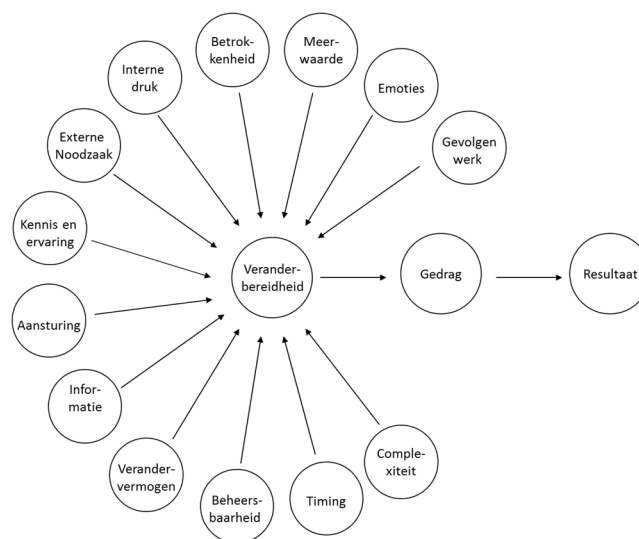 Betrok-
kenheid
Meer-
waarde
Interne
druk
Emoties
Externe
Noodzaak
Gevolgen
werk
Kennis en
ervaring
Verander-
bereidheid
Gedrag
Resultaat
Aansturing
Infor-
matie
Verander-
vermogen
Beheers-
baarheid
Timing
Comple-
xiteit